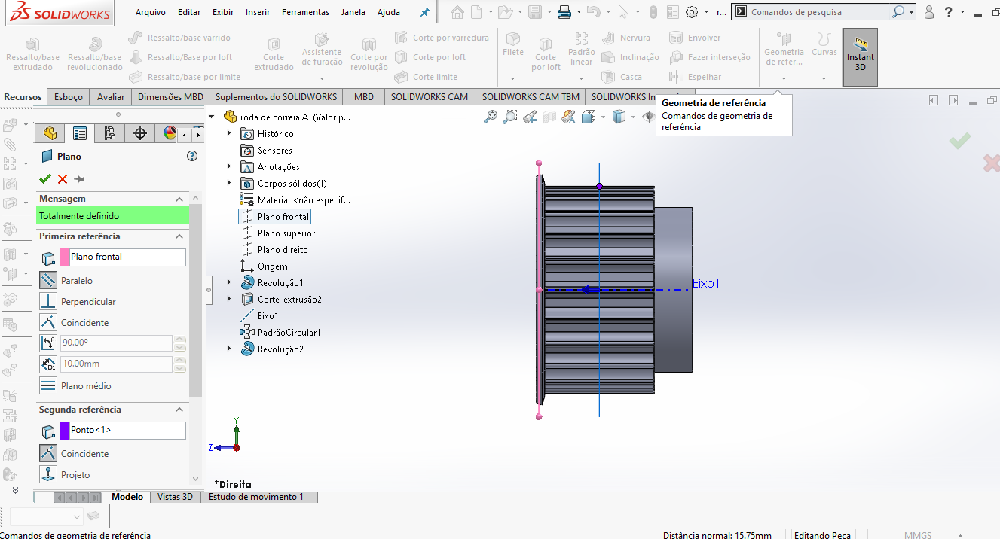 SOLIDWORKS
Arquivo Editar Exibir Inserir Ferramentas Janela Ajuda
r... Comandos de pesquisa
?
Ressalto/base extrudado
Ressalto/base revolucionado
Ressalto/base varrido
Ressalto/Base por loft
Ressalto/base por limite
Corte extrudado
Assistente de furação
Corte por revolução
Corte por varredura
Corte por loft
Corte limite
Filete
Corte por loft
Padrão linear
Nervura
Inclinação
Casca
Envolver
Fazer interseção
Espelhar
Geometria de refer...
Curvas
Instant 3D
Recursos Esboço Avaliar Dimensões MBD Suplementos do SOLIDWORKS MBD SOLIDWORKS CAM SOLIDWORKS CAM TBM SOLIDWORKS In
Geometria de referência
Comandos de geometria de
referência
Plano
?
Mensagem
Totalmente definido
Primeira referência
Plano frontal
Paralelo
Perpendicular
Coincidente
90.00º
10.00mm
Plano médio
Segunda referência
Ponto<1>
Coincidente
Projeto
roda de correia A (Valor p...
Histórico
Sensores
Anotações
Corpos sólidos(1)
Material <não especif...
Plano frontal
Plano superior
Plano direito
Origem
Revolução1
Corte-extrusão2
Eixo1
PadrãoCircular1
Revolução2
Eixo1
Y
Z
*Direita
Modelo Vistas 3D Estudo de movimento 1
Comandos de geometria de referência Distância normal: 15.75mm Editando Peça MMGS